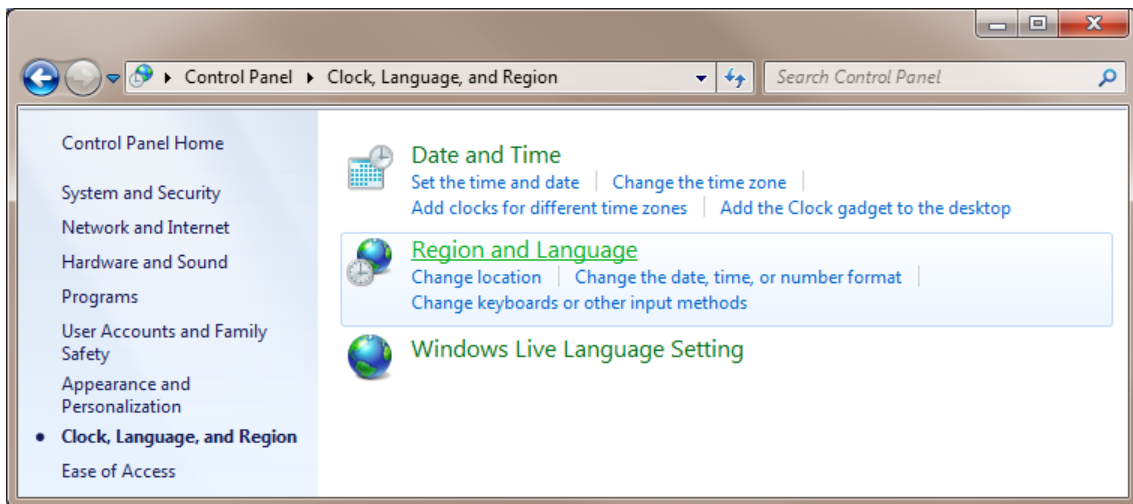 Control Panel Clock, Language, and Region Search Control Panel
Control Panel Home
System and Security
Network and Internet
Hardware and Sound
Programs
User Accounts and Family
Safety
Appearance and
Personalization
Clock, Language, and Region
Ease of Access
Date and Time
Set the time and date Change the time zone
Add clocks for different time zones Add the Clock gadget to the desktop
Region and Language
Change location Change the date, time, or number format
Change keyboards or other input methods
Windows Live Language Setting